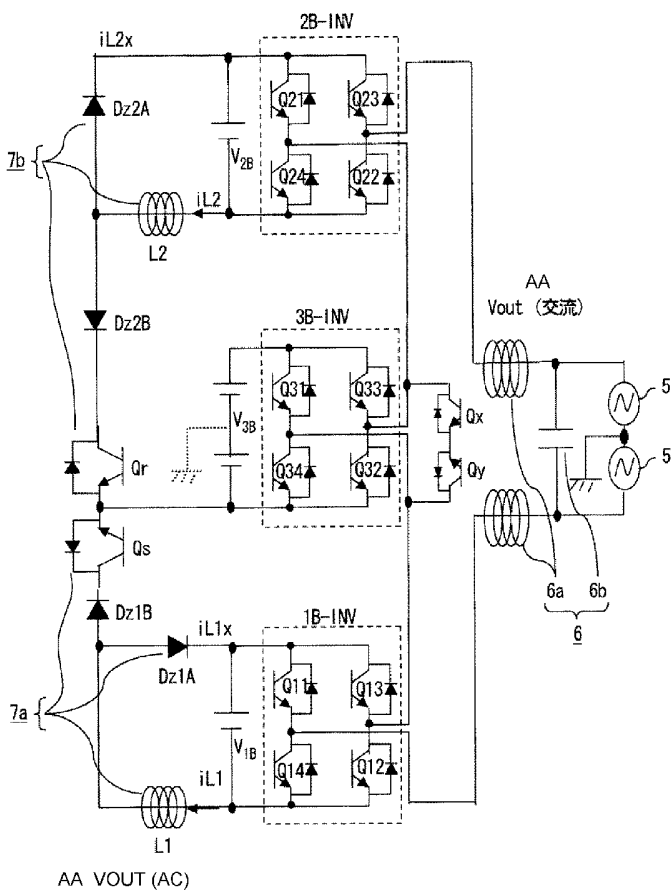 iL2x
2B-INV
Dz2A
Q21
Q23
7b
V2B
Q24
Q22
iL2
L2
AA
Vout (交流)
Dz2B
3B-INV
Q31
Q33
5
Qx
V3B
Qr
Q34
Q32
Qy
5
Qs
6a
6b
Dz1B
iL1x
1B-INV
6
Dz1A
Q11
Q13
7a
V1B
iL1
Q14
Q12
L1
AA VOUT (AC)